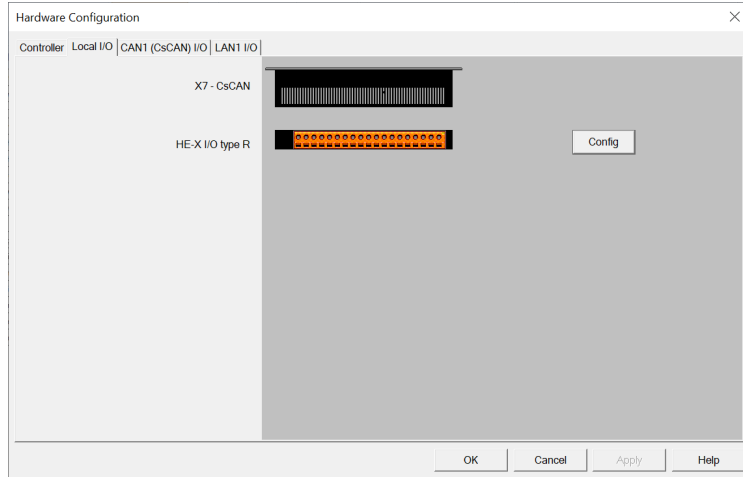 Hardware Configuration
Controller Local I/O CAN1 (CsCAN) I/O LAN1 I/O
X7 - CsCAN
HE-X I/O type R
Config
OK Cancel Apply Help